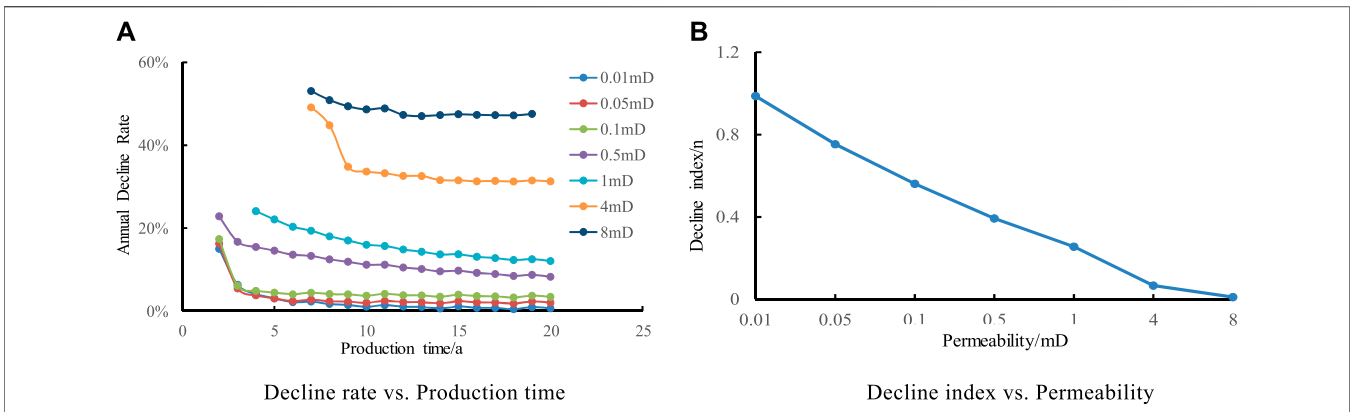 A
60%
40%
20%
0%
Annual Decline Rate
0
5
10
15
20
25
Production time/a
0.01mD
0.05mD
0.1mD
0.5mD
1mD
4mD
8mD
Decline rate vs. Production time
B
1.2
0.8
0.4
0
Decline index/n
0.01
0.05
0.1
0.5
1
4
8
Permeability/mD
Decline index vs. Permeability